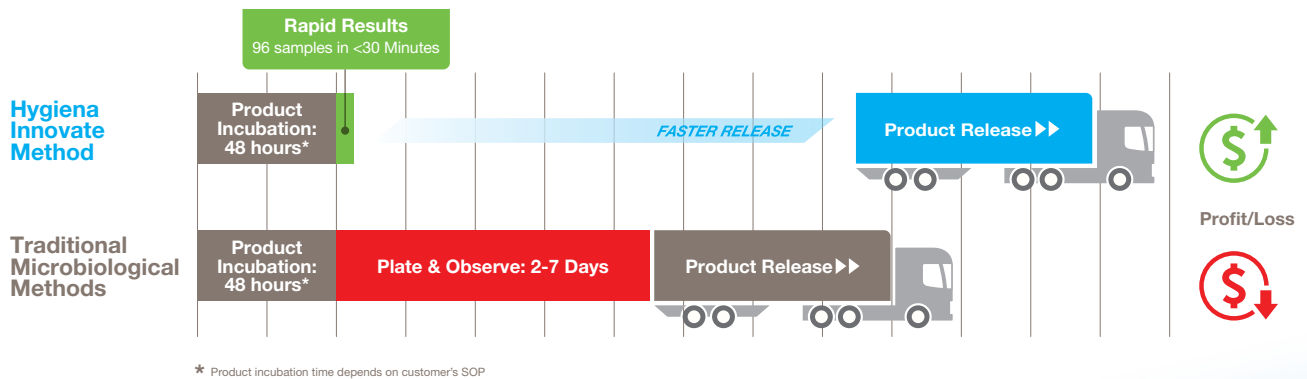 Rapid Results
96 samples in <30 Minutes
Hygiena
Innovate
Method
Product
Incubation:
48 hours*
FASTER RELEASE
Product Release
$
Profit/Loss
Traditional
Microbiological
Methods
Product
Incubation:
48 hours*
Plate & Observe: 2-7 Days
Product Release
$
* Product incubation time depends on customer's SOP